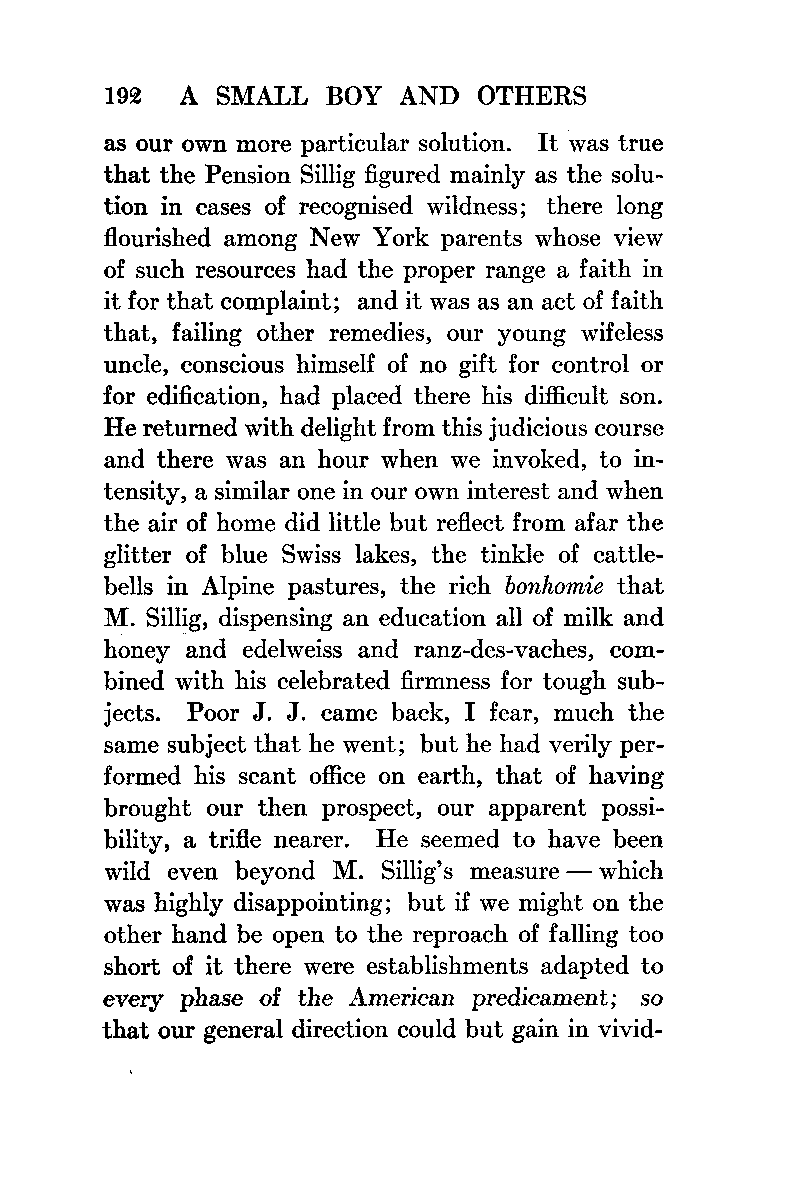 192 A SMALL BOY AND OTHERS
as our own more particular solution. It was true
that the Pension Sillig figured mainly as the solu-
tion in cases of recognised wildness; there long
flourished among New York parents whose view
of such resources had the proper range a faith in
it for that complaint; and it was as an act of faith
that, failing other remedies, our young wifeless
uncle, conscious himself of no gift for control or
for edification, had placed there his difficult son.
He returned with delight from this judicious course
and there was an hour when we invoked, to in-
tensity, a similar one in our own interest and when
the air of home did little but reflect from afar the
glitter of blue Swiss lakes, the tinkle of cattle-
bells in Alpine pastures, the rich bonhomie that
M. Sillig, dispensing an education all of milk and
honey and edelweiss and ranz-des-vaches, com-
bined with his celebrated firmness for tough sub-
jects. Poor J. J. came back, I fear, much the
same subject that he went; but he had verily per-
formed his scant office on earth, that of having
brought our then prospect, our apparent possi-
bility, a trifle nearer. He seemed to have been
wild even beyond M. Sillig's measure — which
was highly disappointing; but if we might on the
other hand be open to the reproach of falling too
short of it there were establishments adapted to
every phase of the American predicament; so
that our general direction could but gain in vivid-